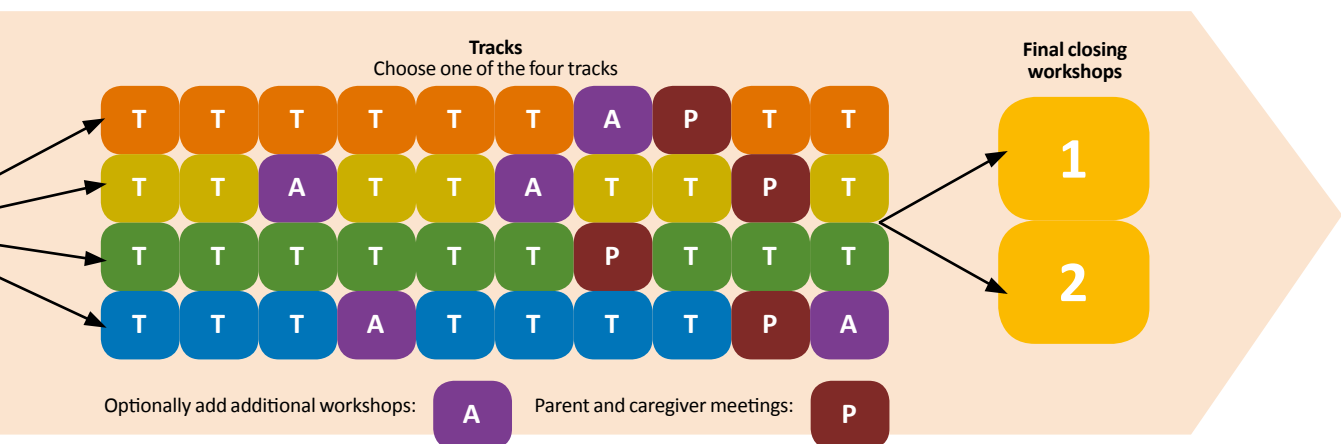 Tracks
Choose one of the four tracks
Final closing
workshops
T T T T T T A P T T
T T A T T A T T P T
T T T T T T P T T T
T T T A T T T T P A
1
2
Optionally add additional workshops: A Parent and caregiver meetings: P